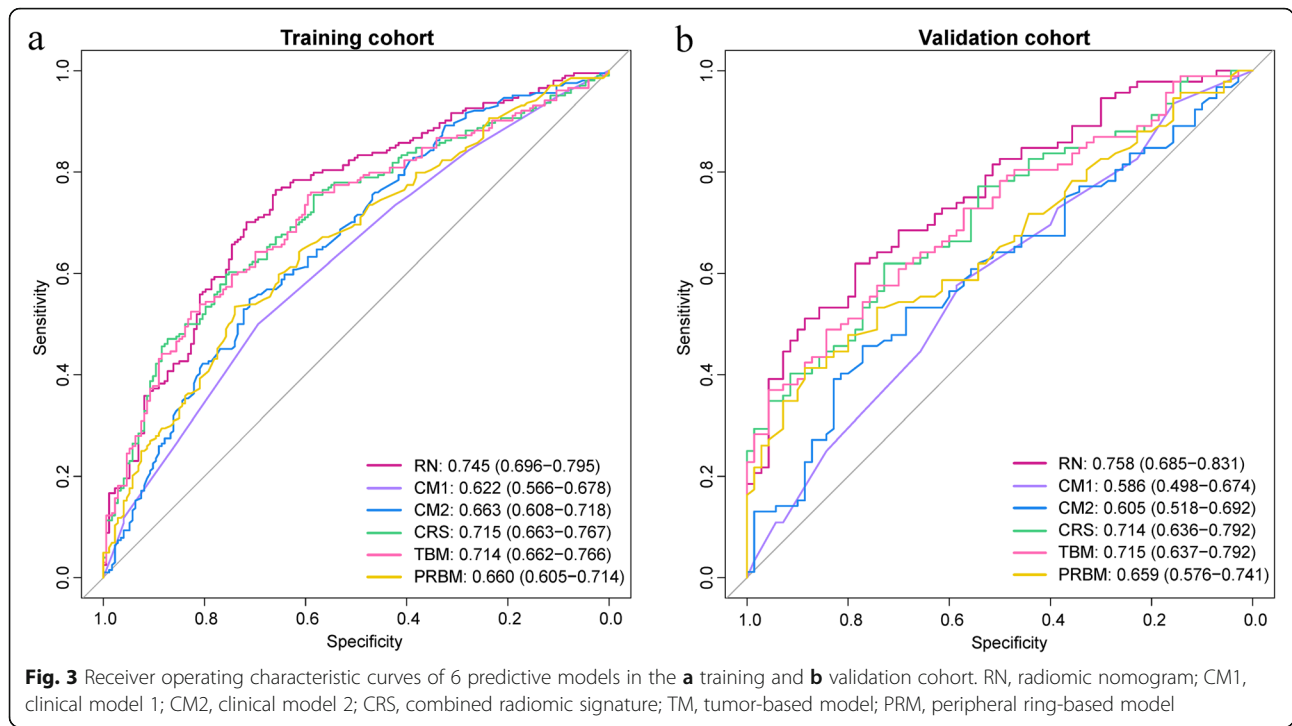 a
Training cohort
Sensitivity
1.0
0.8
0.6
0.4
0.2
0.0
RN: 0.745 (0.696−0.795)
CM1: 0.622 (0.566−0.678)
CM2: 0.663 (0.608−0.718)
CRS: 0.715 (0.663−0.767)
TBM: 0.714 (0.662−0.766)
PRBM: 0.660 (0.605−0.714)
1.0 0.8 0.6 0.4 0.2 0.0
Specificity
b
Validation cohort
Sensitivity
1.0
0.8
0.6
0.4
0.2
0.0
RN: 0.758 (0.685−0.831)
CM1: 0.586 (0.498−0.674)
CM2: 0.605 (0.518−0.692)
CRS: 0.714 (0.636−0.792)
TBM: 0.715 (0.637−0.792)
PRBM: 0.659 (0.576−0.741)
1.0 0.8 0.6 0.4 0.2 0.0
Specificity
Fig. 3 Receiver operating characteristic curves of 6 predictive models in the a training and b validation cohort. RN, radiomic nomogram; CM1,
clinical model 1; CM2, clinical model 2; CRS, combined radiomic signature; TM, tumor-based model; PRM, peripheral ring-based model